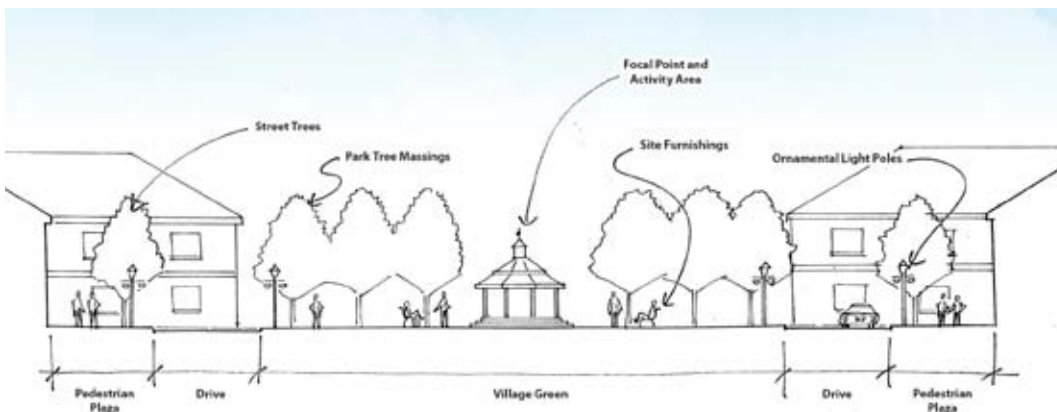 Focal Point and
Activity Area
Street Trees
Park Tree Massings
Site Furnishings
Ornamental Light Poles
Pedestrian
Plaza
Drive
Village Green
Drive
Pedestrian
Plaza